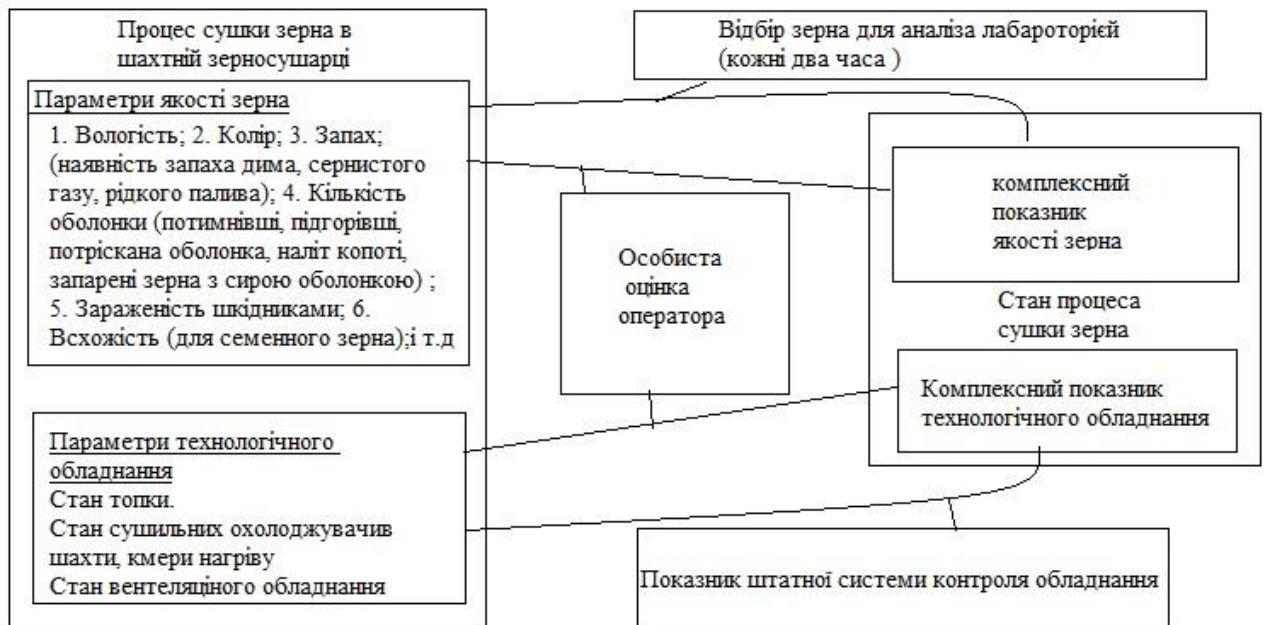 Процес сушки зерна в
шахтній зерносушарці
Параметри якості зерна
1. Вологість; 2. Колір; 3. Запах;
(наявність запаха дима, сернистого
газу, рідкого палива); 4. Кількість
оболонки (потимнівші, підгорівші,
потріскана оболонка, наліт копоті,
запарені зерна з сирою оболонкою) ;
5. Зараженість шкідниками; 6.
Всхожість (для семенного зерна);і т.д
Параметри технологічного
обладнання
Стан топки.
Стан сушильних охолоджувачив
шахти, кмери нагріву
Стан вентеляціного обладнання
Відбір зерна для аналіза лабароторієй
(кожні два часа )
Особиста
оцінка
оператора
комплексний
показник
якості зерна
Стан процеса
сушки зерна
Комплексний показник
технологічного обладнання
Показник штатної системи контроля обладнання